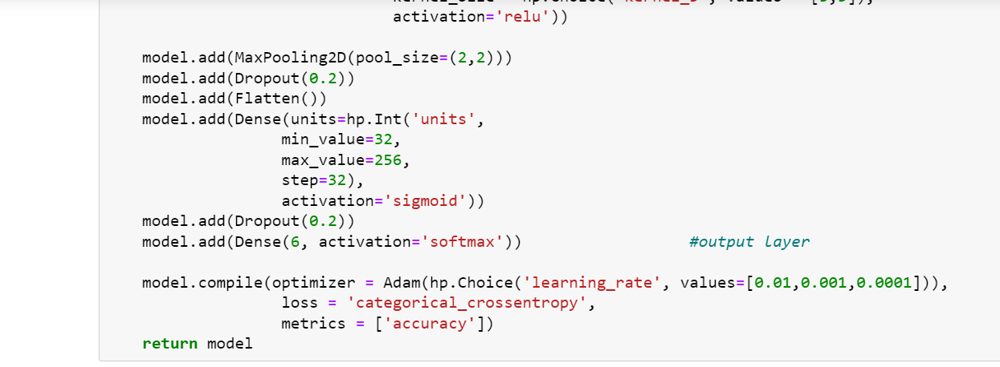 activation='relu'))
model.add(MaxPooling2D(pool_size=(2,2)))
model.add(Dropout(0.2))
model.add(Flatten())
model.add(Dense(units=hp.Int('units',
min_value=32,
max_value=256,
step=32),
activation='sigmoid'))
model.add(Dropout(0.2))
model.add(Dense(6, activation='softmax')) #output layer
model.compile(optimizer = Adam(hp.Choice('learning_rate', values=[0.01,0.001,0.0001])),
loss = 'categorical_crossentropy',
metrics = ['accuracy'])
return model